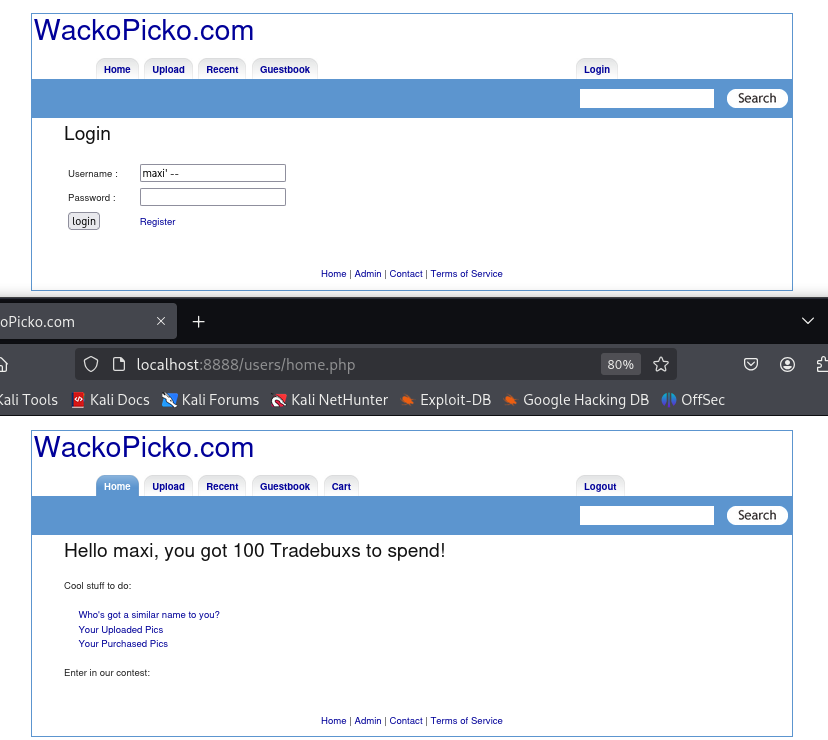 WackoPicko.com
Home Upload Recent Guestbook Login
Search
Login
Username : maxi' --
Password :
login Register
Home | Admin | Contact | Terms of Service
oPicko.com
localhost:8888/users/home.php 80%
Kali Tools Kali Docs Kali Forums Kali NetHunter Exploit-DB Google Hacking DB OffSec
WackoPicko.com
Home Upload Recent Guestbook Cart Logout
Search
Hello maxi, you got 100 Tradebuxs to spend!
Cool stuff to do:
Who's got a similar name to you?
Your Uploaded Pics
Your Purchased Pics
Enter in our contest:
Home | Admin | Contact | Terms of Service